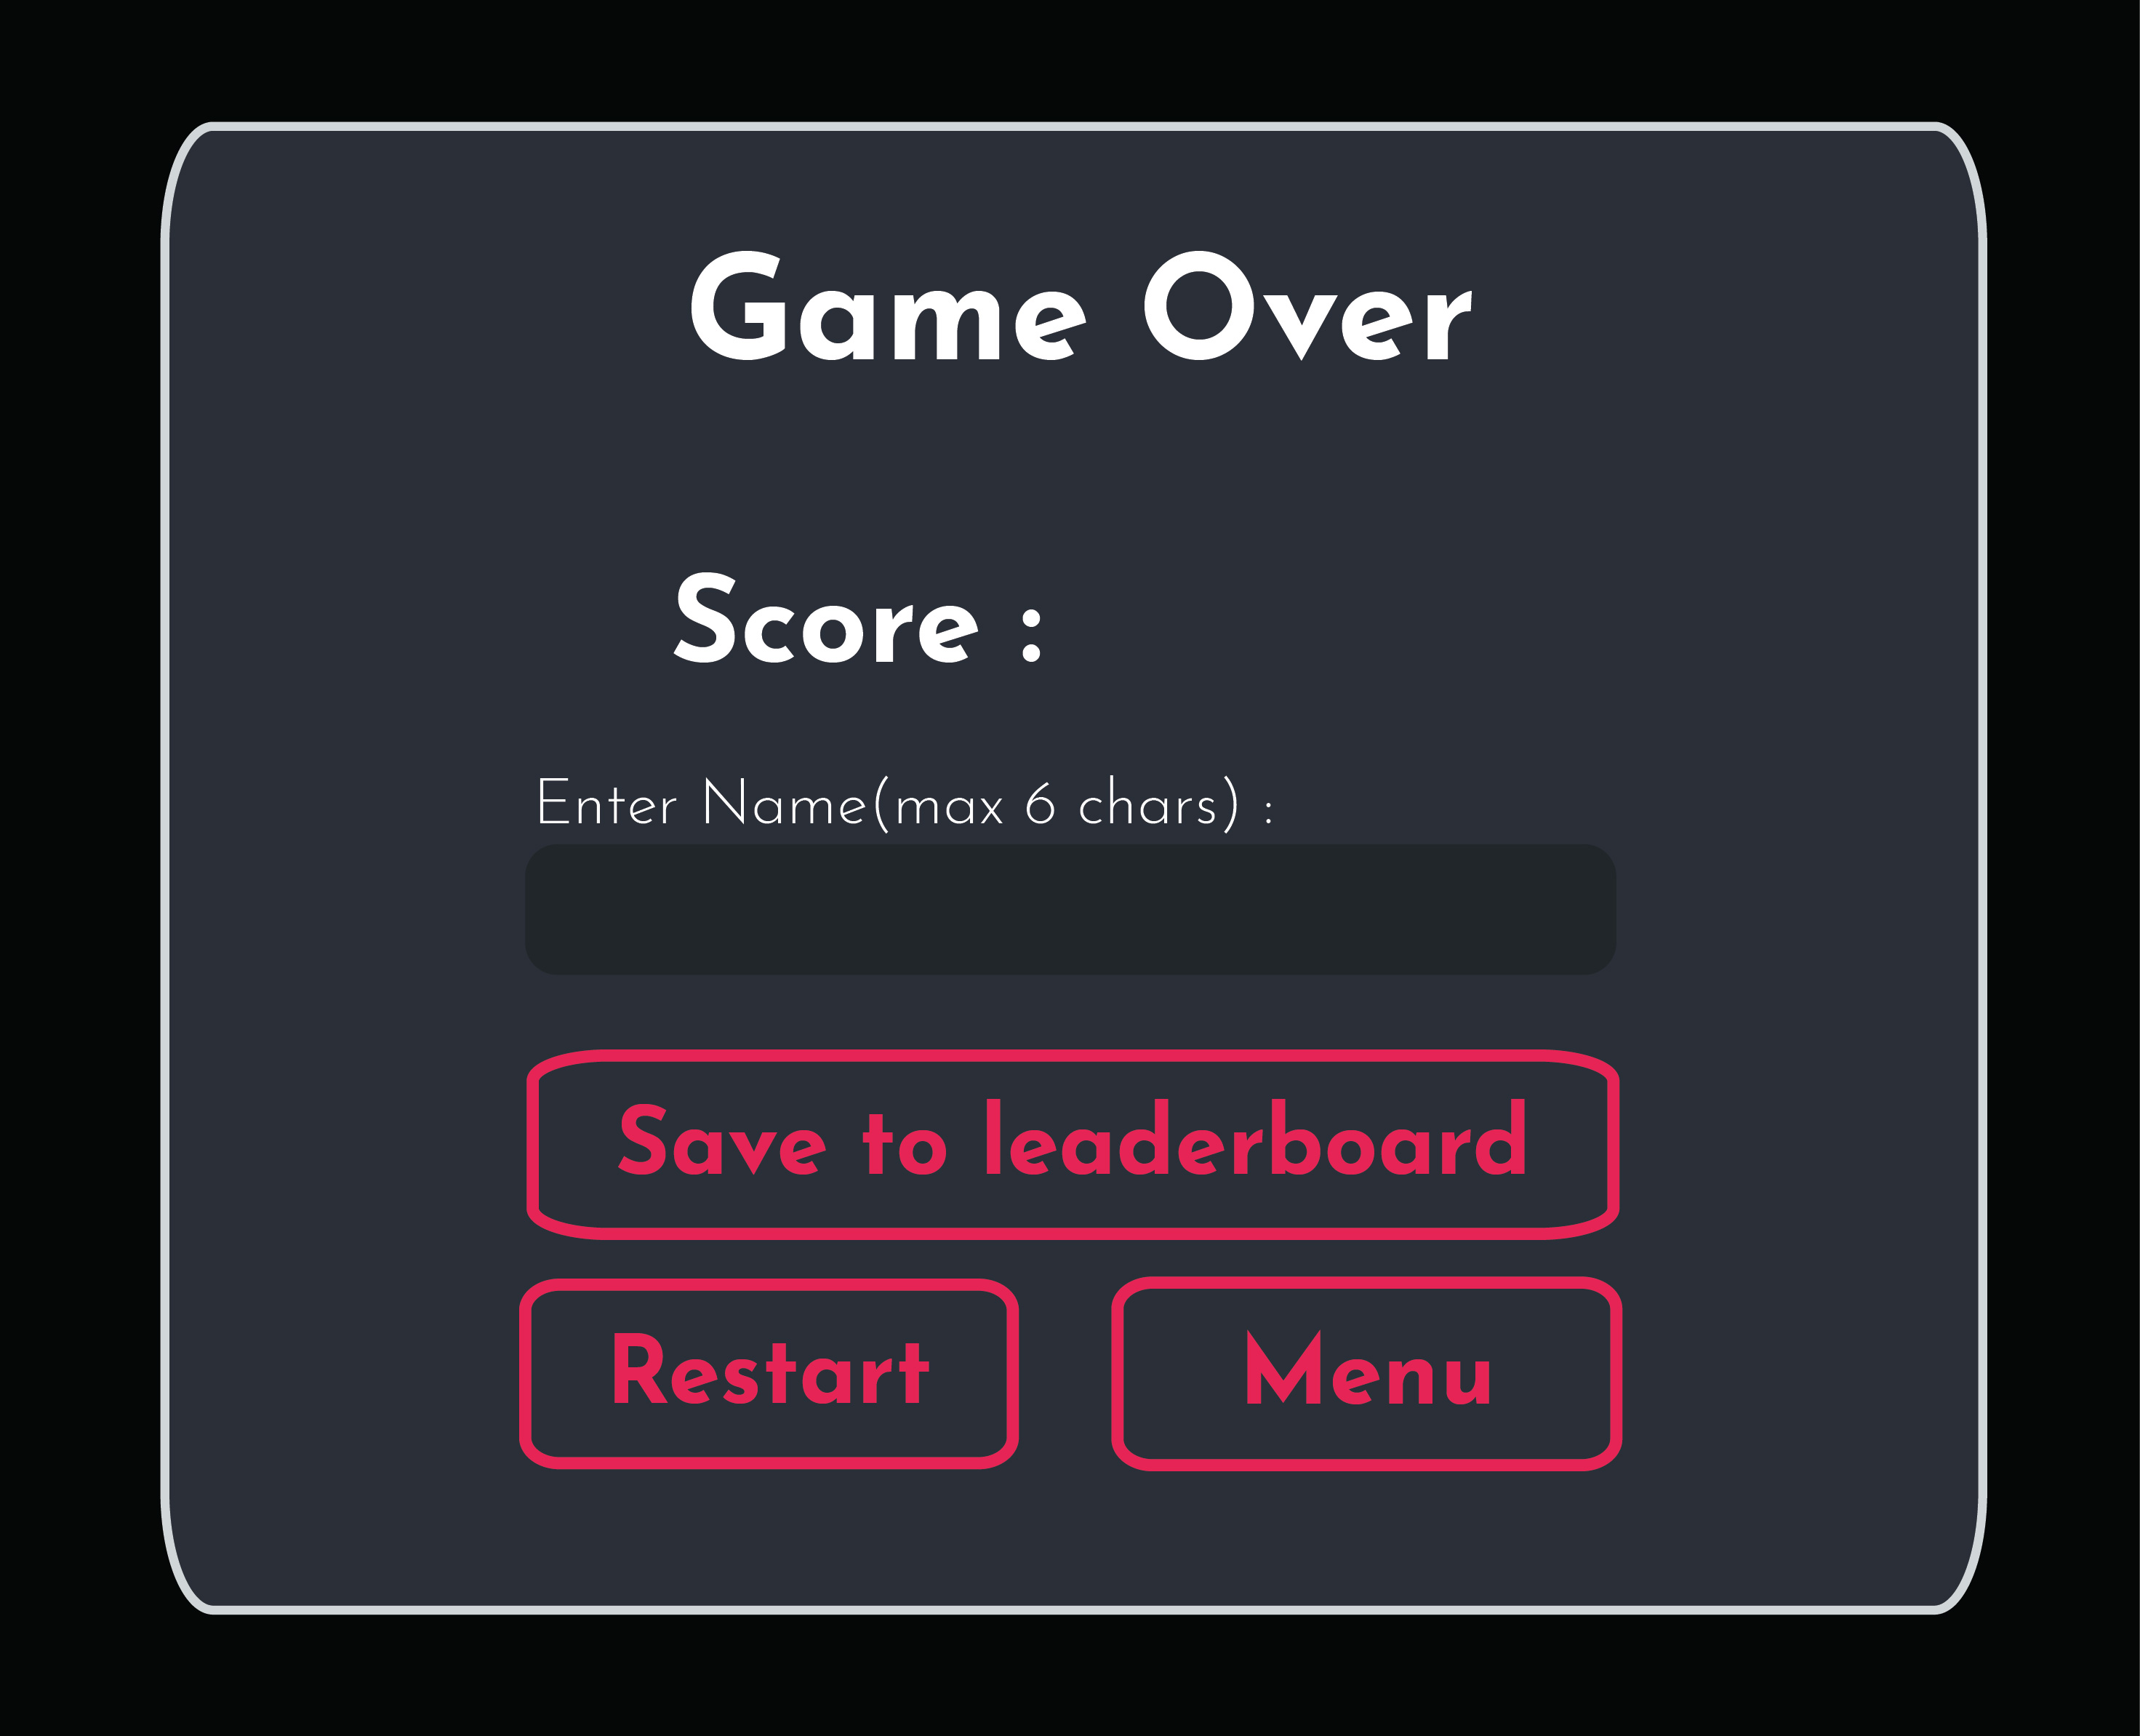 Game Over
Score :
Enter Name(max 6 chars) :
Save to leaderboard
Restart
Menu